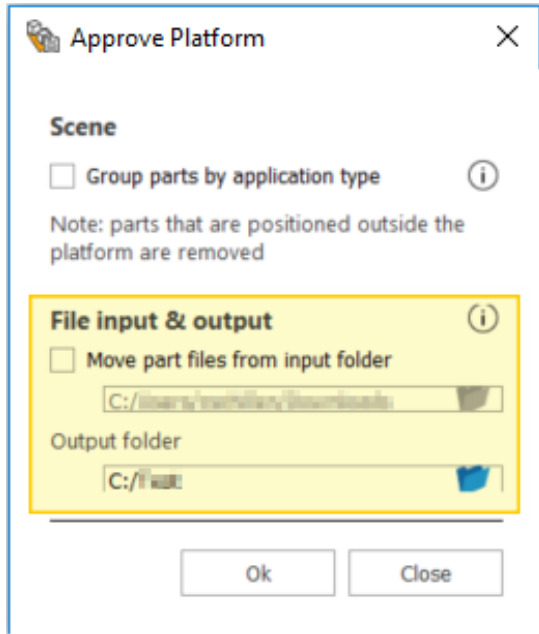 Approve Platform
Scene
Group parts by application type
Note: parts that are positioned outside the
platform are removed
File input & output
Move part files from input folder
C:/
Output folder
C:/
Ok
Close